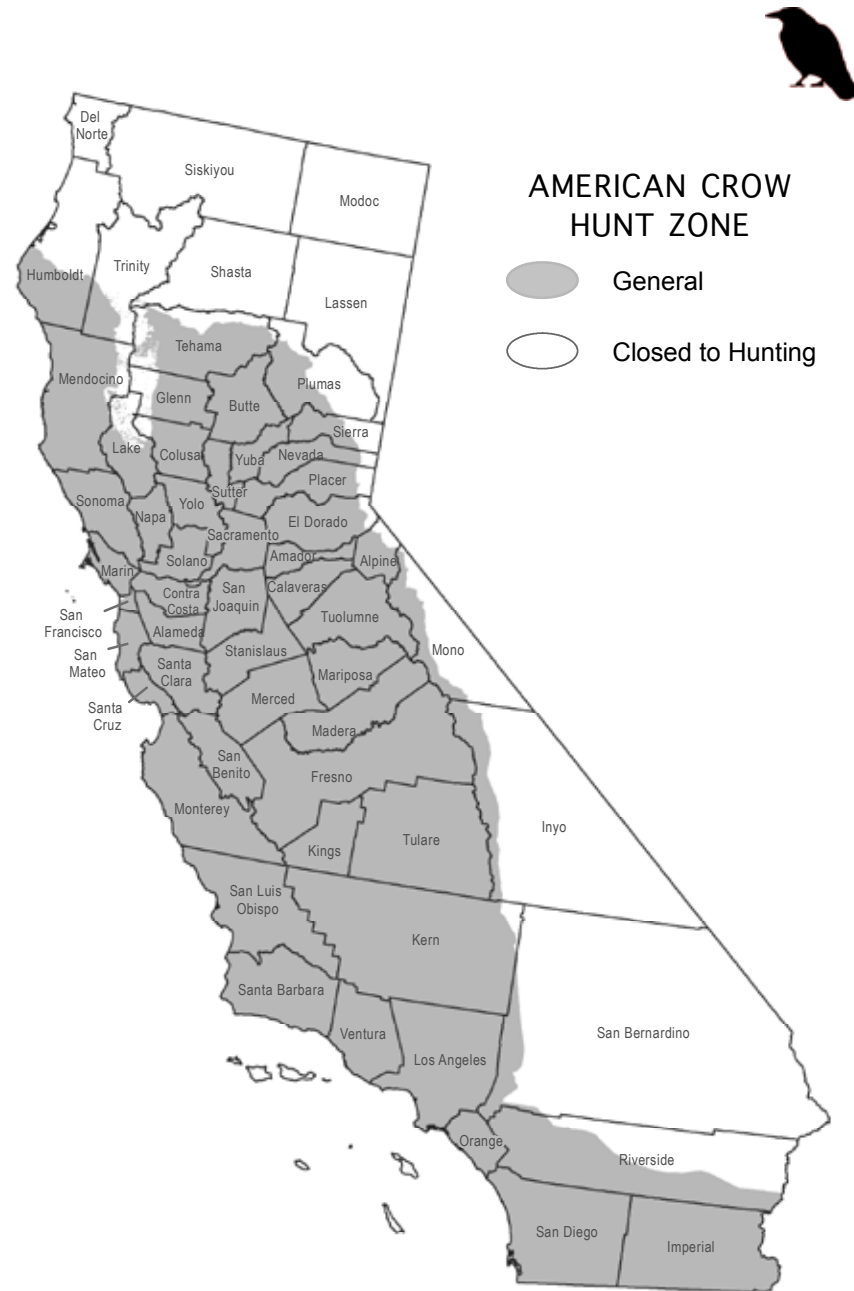 AMERICAN CROW
HUNT ZONE
General
Closed to Hunting
Del
Norte
Siskiyou
Modoc
Humboldt
Trinity
Shasta
Lassen
Tehama
Mendocino
Glenn
Butte
Plumas
Sierra
Lake
Colusa
Yuba
Nevada
Placer
Sutter
Sonoma
Napa
Yolo
El Dorado
Sacramento
Solano
Amador
Alpine
Marin
Contra
Costa
San
Joaquin
Calaveras
San
Francisco
Alameda
Tuolumne
San
Mateo
Santa
Clara
Stanislaus
Mono
Mariposa
Santa
Cruz
Merced
Madera
San
Benito
Fresno
Monterey
Kings
Tulare
Inyo
San Luis
Obispo
Kern
Santa Barbara
Ventura
Los Angeles
San Bernardino
Orange
Riverside
San Diego
Imperial